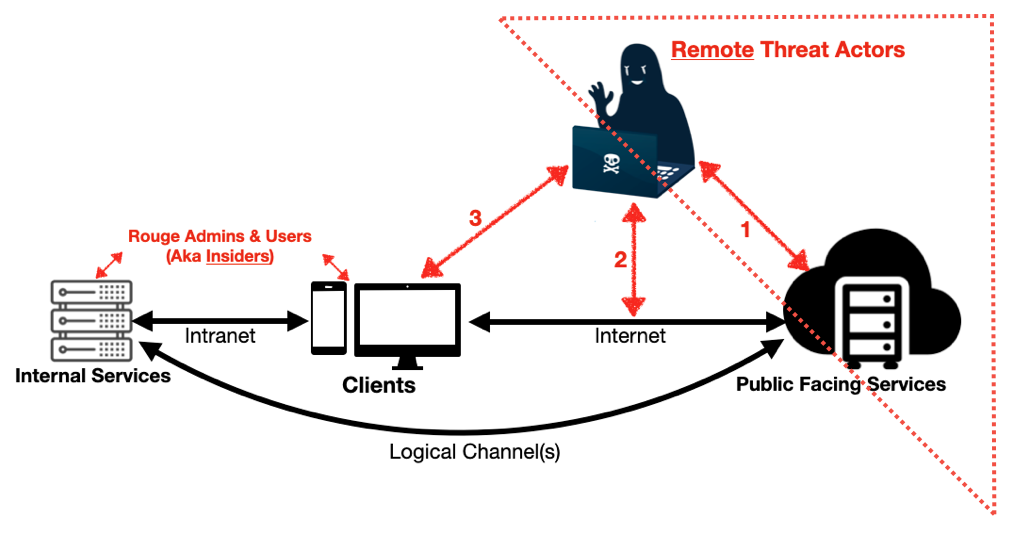 Remote Threat Actors
3
1
Rouge Admins & Users
(Aka Insiders)
2
Intranet
Internet
Internal Services
Clients
Public Facing Services
Logical Channel(s)